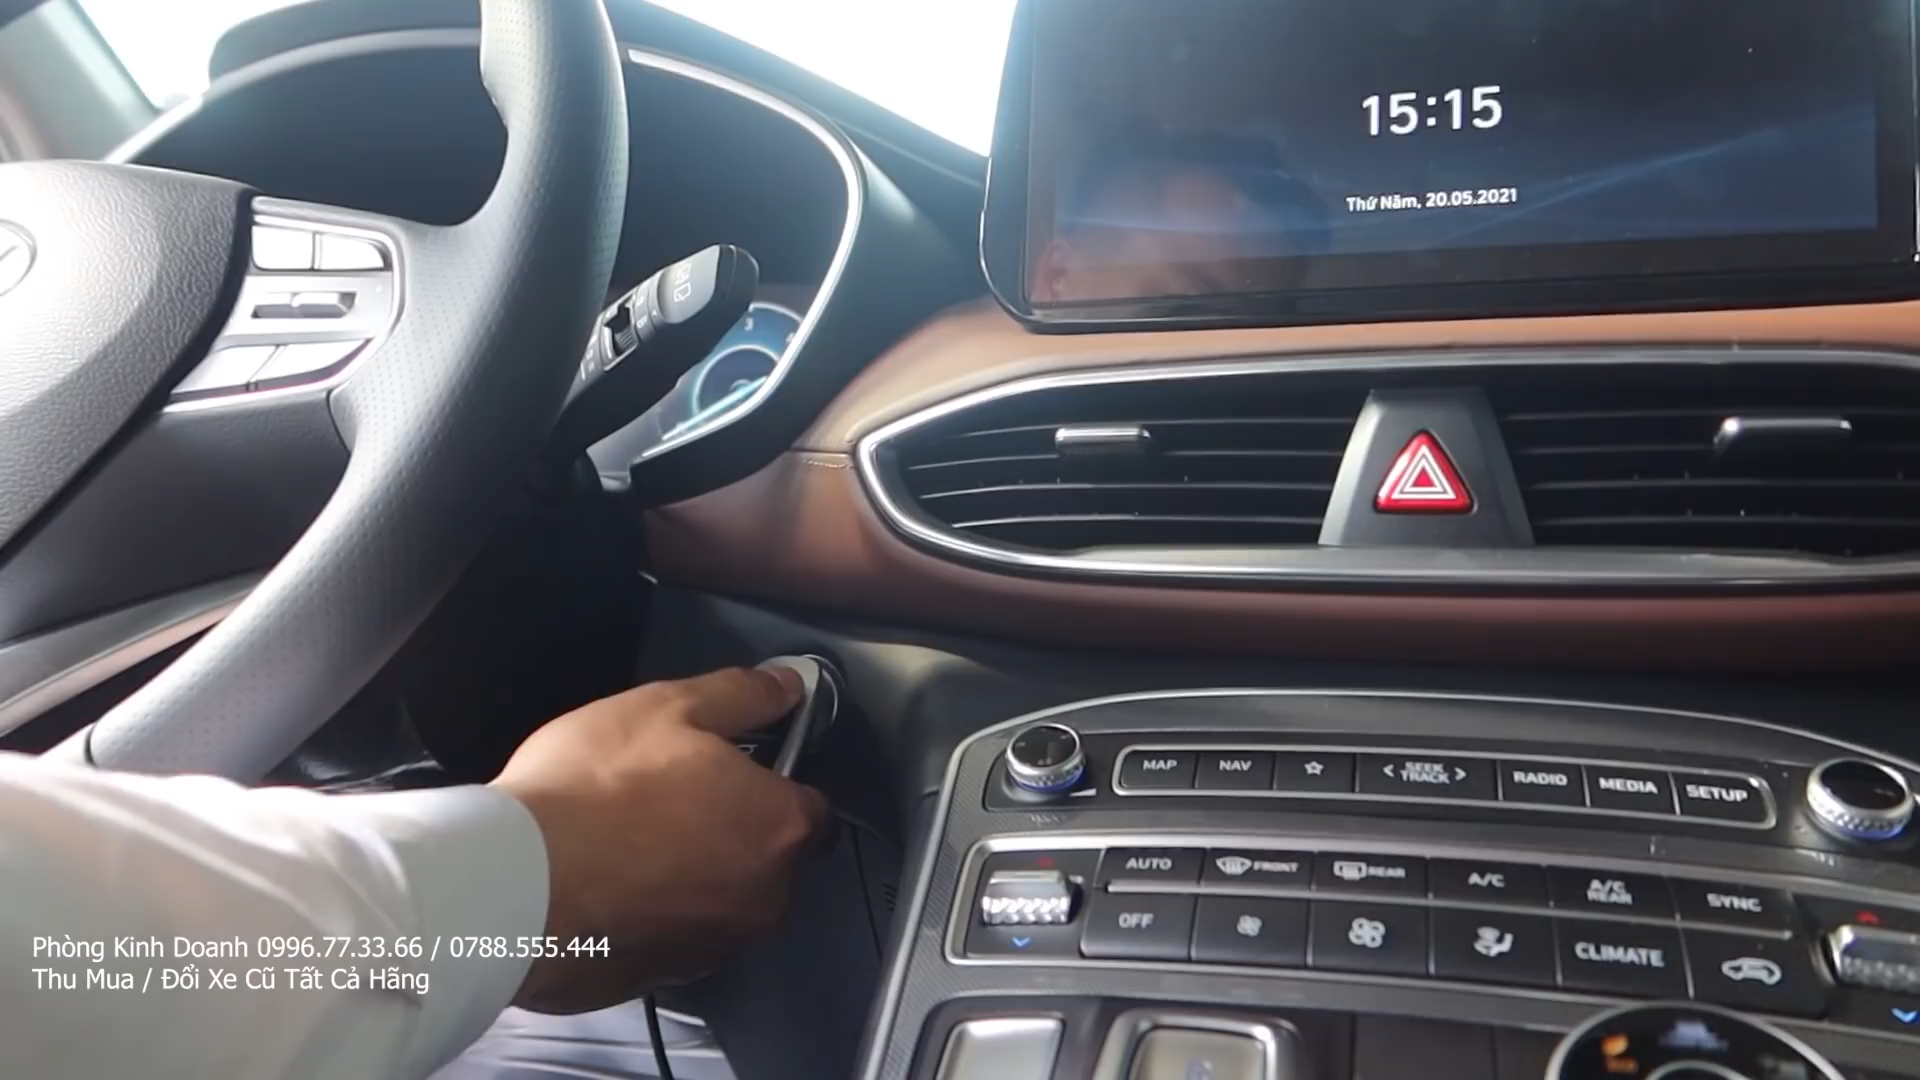 15:15
Thứ Năm, 20.05.2021
3
MAP NAV SEEK TRACK RADIO MEDIA SETUP
AUTO FRONT REAR A/C A/C REAR SYNC
OFF CLIMATE
Phòng Kinh Doanh 0996.77.33.66 / 0788.555.444
Thu Mua / Đổi Xe Cũ Tất Cả Hãng